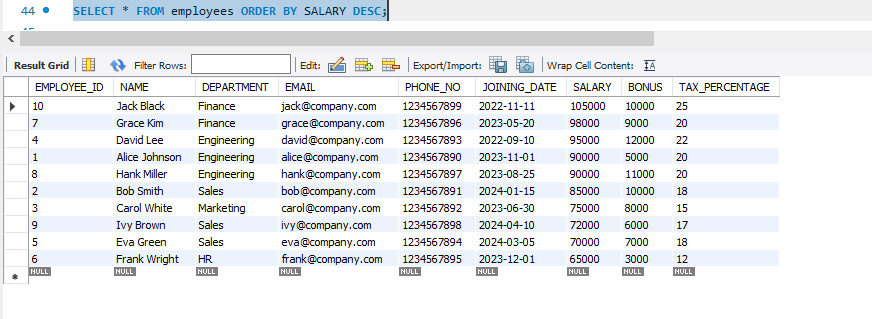 44 SELECT * FROM employees ORDER BY SALARY DESC;
Result Grid Filter Rows: Edit: Export/Import: Wrap Cell Content: IA
EMPLOYEE_ID NAME DEPARTMENT EMAIL PHONE_NO JOINING_DATE SALARY BONUS TAX_PERCENTAGE
10 Jack Black Finance jack@company.com 1234567899 2022-11-11 105000 10000 25
7 Grace Kim Finance grace@company.com 1234567896 2023-05-20 98000 9000 20
4 David Lee Engineering david@company.com 1234567893 2022-09-10 95000 12000 22
1 Alice Johnson Engineering alice@company.com 1234567890 2023-11-01 90000 5000 20
8 Hank Miller Engineering hank@company.com 1234567897 2023-08-25 90000 11000 20
2 Bob Smith Sales bob@company.com 1234567891 2024-01-15 85000 10000 18
3 Carol White Marketing carol@company.com 1234567892 2023-06-30 75000 8000 15
9 Ivy Brown Sales ivy@company.com 1234567898 2024-04-10 72000 6000 17
5 Eva Green Sales eva@company.com 1234567894 2024-03-05 70000 7000 18
6 Frank Wright HR frank@company.com 1234567895 2023-12-01 65000 3000 12
NULL NULL NULL NULL NULL NULL NULL NULL NULL